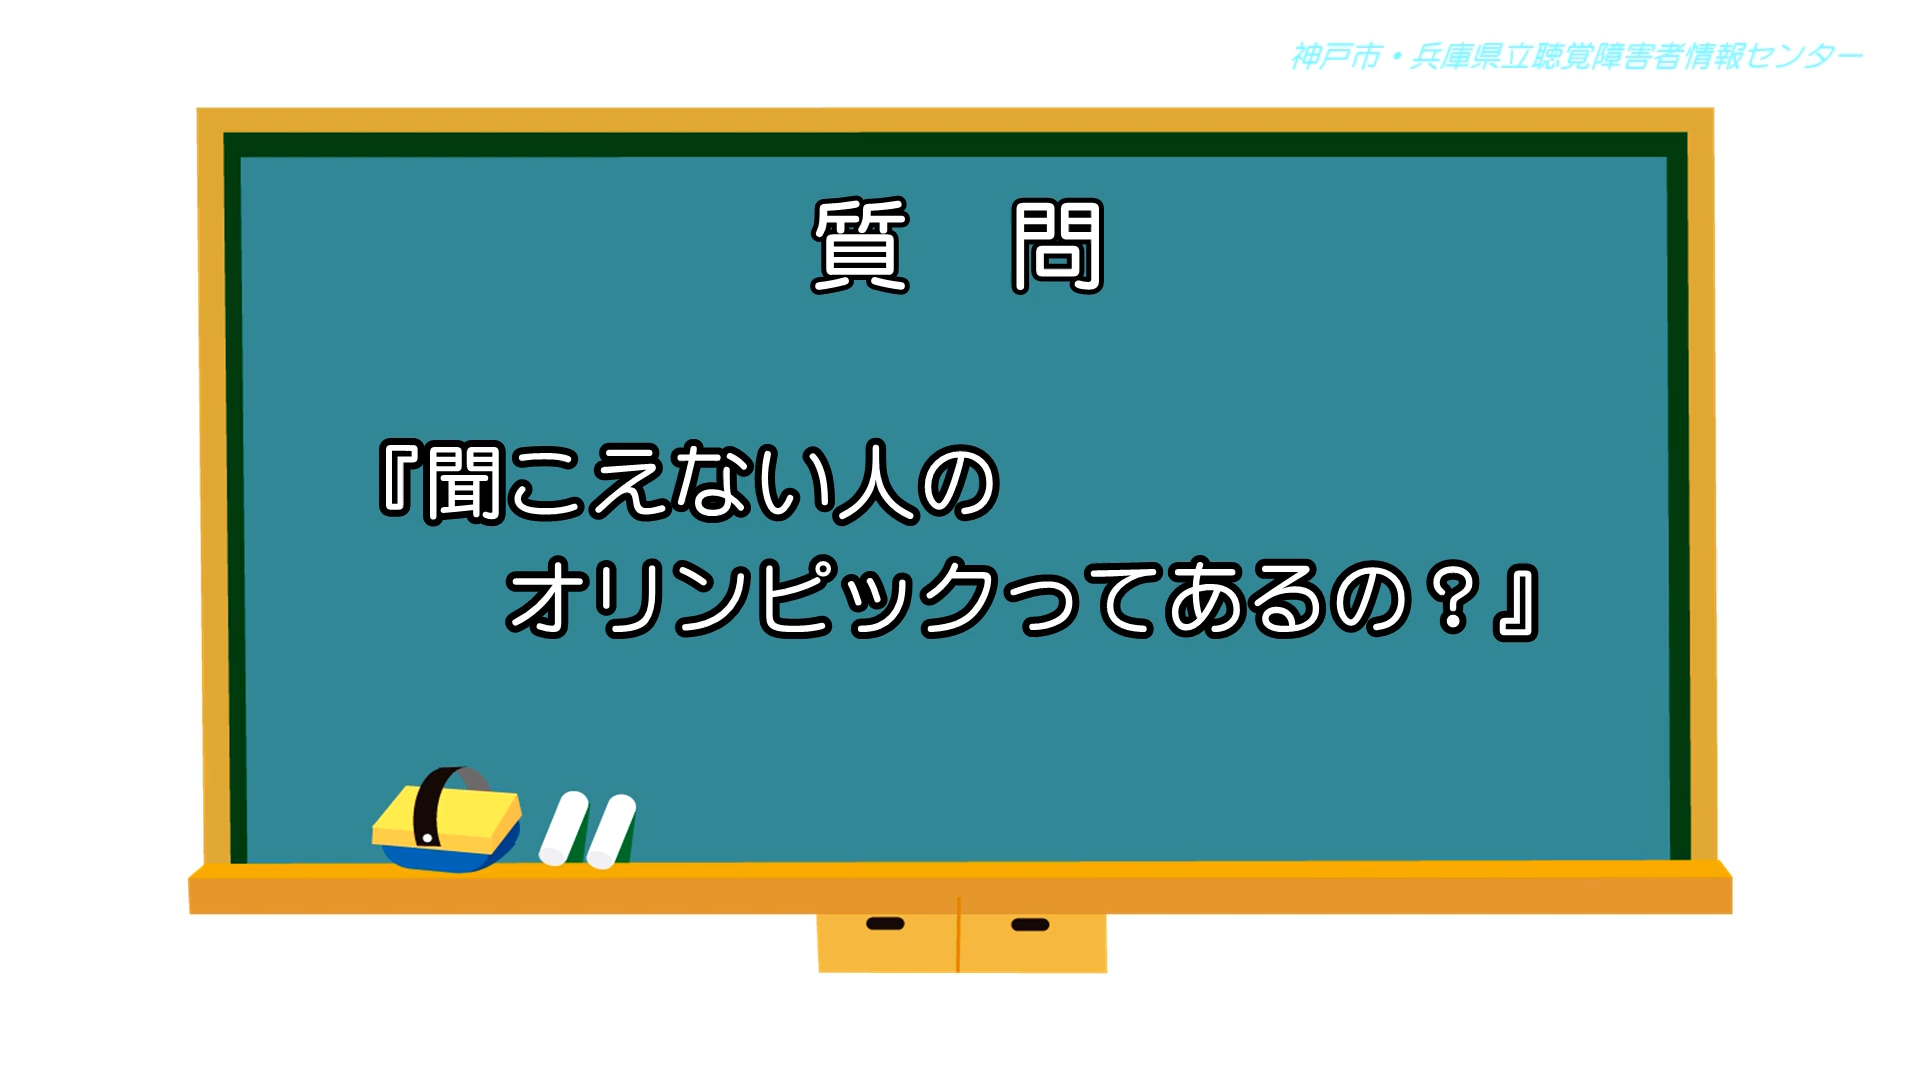 神戸市・兵庫県立聴覚障害者情報センター
質　問
『聞こえない人の
オリンピックってあるの？』